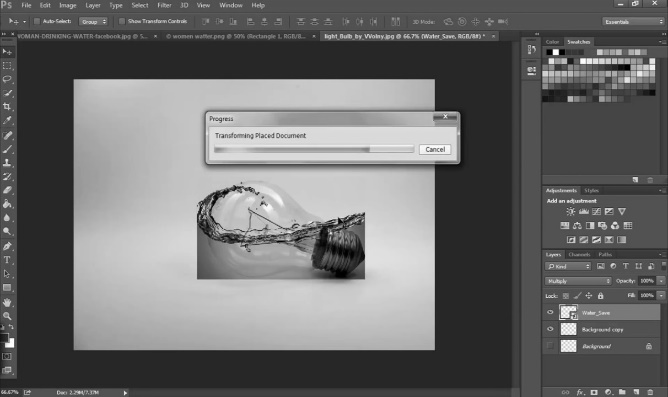 Ps File Edit Image Layer Type Select Filter 3D View Window Help
Auto-Select: Group Show Transform Controls 3D Mode: Essentials
WOMAN-DRINKING-WATER-facebook.jpg @ 5... × © women watter.png @ 50% (Rectangle 1, RGB/8) × light_Bulb_by_VVolny.jpg @ 66.7% (Water_Save, RGB/8#) * ×
Color Swatches
Progress
Transforming Placed Document
Cancel
Adjustments Styles
Add an adjustment
Layers Channels Paths
Kind
Multiply Opacity: 100%
Lock: Fill: 100%
Water_Save
Background copy
Background
66.67% Doc: 2.29M/7.37M
fx